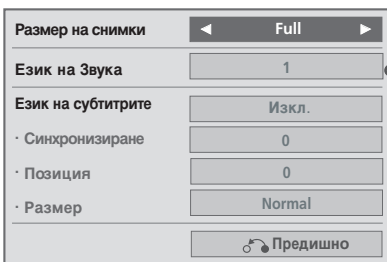 Размер на снимки ◄ Full ►
Език на Звука 1
Език на субтитрите Изкл.
· Синхронизиране 0
· Позиция 0
· Размер Normal
Предишно